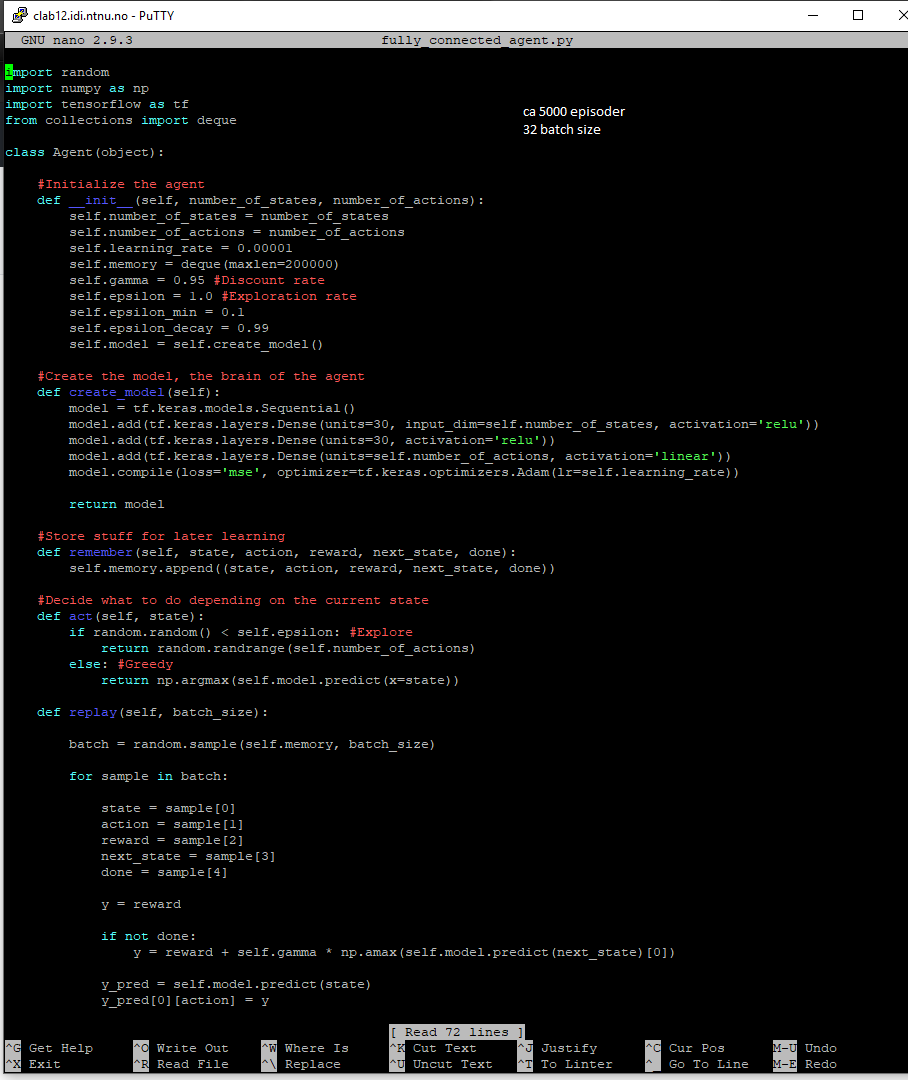 clab12.idi.ntnu.no - PuTTY
GNU nano 2.9.3 fully_connected_agent.py
import random
import numpy as np
import tensorflow as tf
from collections import deque
ca 5000 episoder
32 batch size
class Agent(object):
    #Initialize the agent
    def __init__(self, number_of_states, number_of_actions):
        self.number_of_states = number_of_states
        self.number_of_actions = number_of_actions
        self.learning_rate = 0.00001
        self.memory = deque(maxlen=200000)
        self.gamma = 0.95 #Discount rate
        self.epsilon = 1.0 #Exploration rate
        self.epsilon_min = 0.1
        self.epsilon_decay = 0.99
        self.model = self.create_model()
    #Create the model, the brain of the agent
    def create_model(self):
        model = tf.keras.models.Sequential()
        model.add(tf.keras.layers.Dense(units=30, input_dim=self.number_of_states, activation='relu'))
        model.add(tf.keras.layers.Dense(units=30, activation='relu'))
        model.add(tf.keras.layers.Dense(units=self.number_of_actions, activation='linear'))
        model.compile(loss='mse', optimizer=tf.keras.optimizers.Adam(lr=self.learning_rate))
        return model
    #Store stuff for later learning
    def remember(self, state, action, reward, next_state, done):
        self.memory.append((state, action, reward, next_state, done))
    #Decide what to do depending on the current state
    def act(self, state):
        if random.random() < self.epsilon: #Explore
            return random.randrange(self.number_of_actions)
        else: #Greedy
            return np.argmax(self.model.predict(x=state))
    def replay(self, batch_size):
        batch = random.sample(self.memory, batch_size)
        for sample in batch:
            state = sample[0]
            action = sample[1]
            reward = sample[2]
            next_state = sample[3]
            done = sample[4]
            y = reward
            if not done:
                y = reward + self.gamma * np.amax(self.model.predict(next_state)[0])
            y_pred = self.model.predict(state)
            y_pred[0][action] = y
[ Read 72 lines ]
^G Get Help ^O Write Out ^W Where Is ^K Cut Text ^J Justify ^C Cur Pos M-U Undo
^X Exit ^R Read File ^\ Replace ^U Uncut Text ^T To Linter ^_ Go To Line M-E Redo